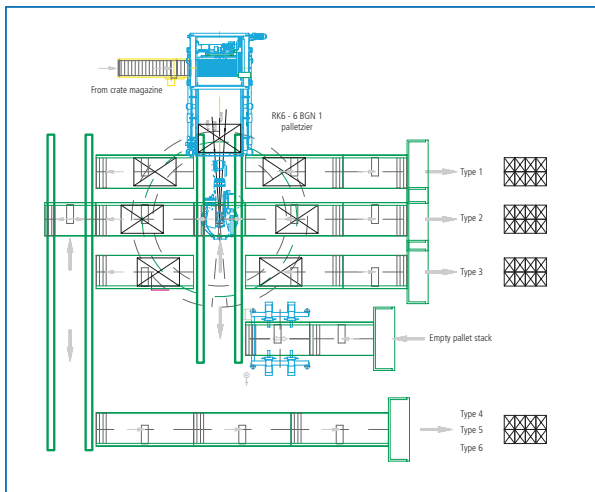 From crate magazine
RK6 - 6 BGN 1
palletzier
Type 1
Type 2
Type 3
Empty pallet stack
Type 4
Type 5
Type 6